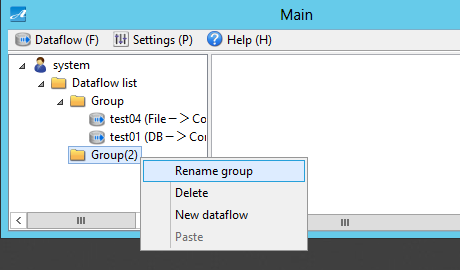 Main
Dataflow (F) Settings (P) Help (H)
system
Dataflow list
Group
test04 (File－＞Co
test01 (DB－＞Cor
Group(2)
Rename group
Delete
New dataflow
Paste